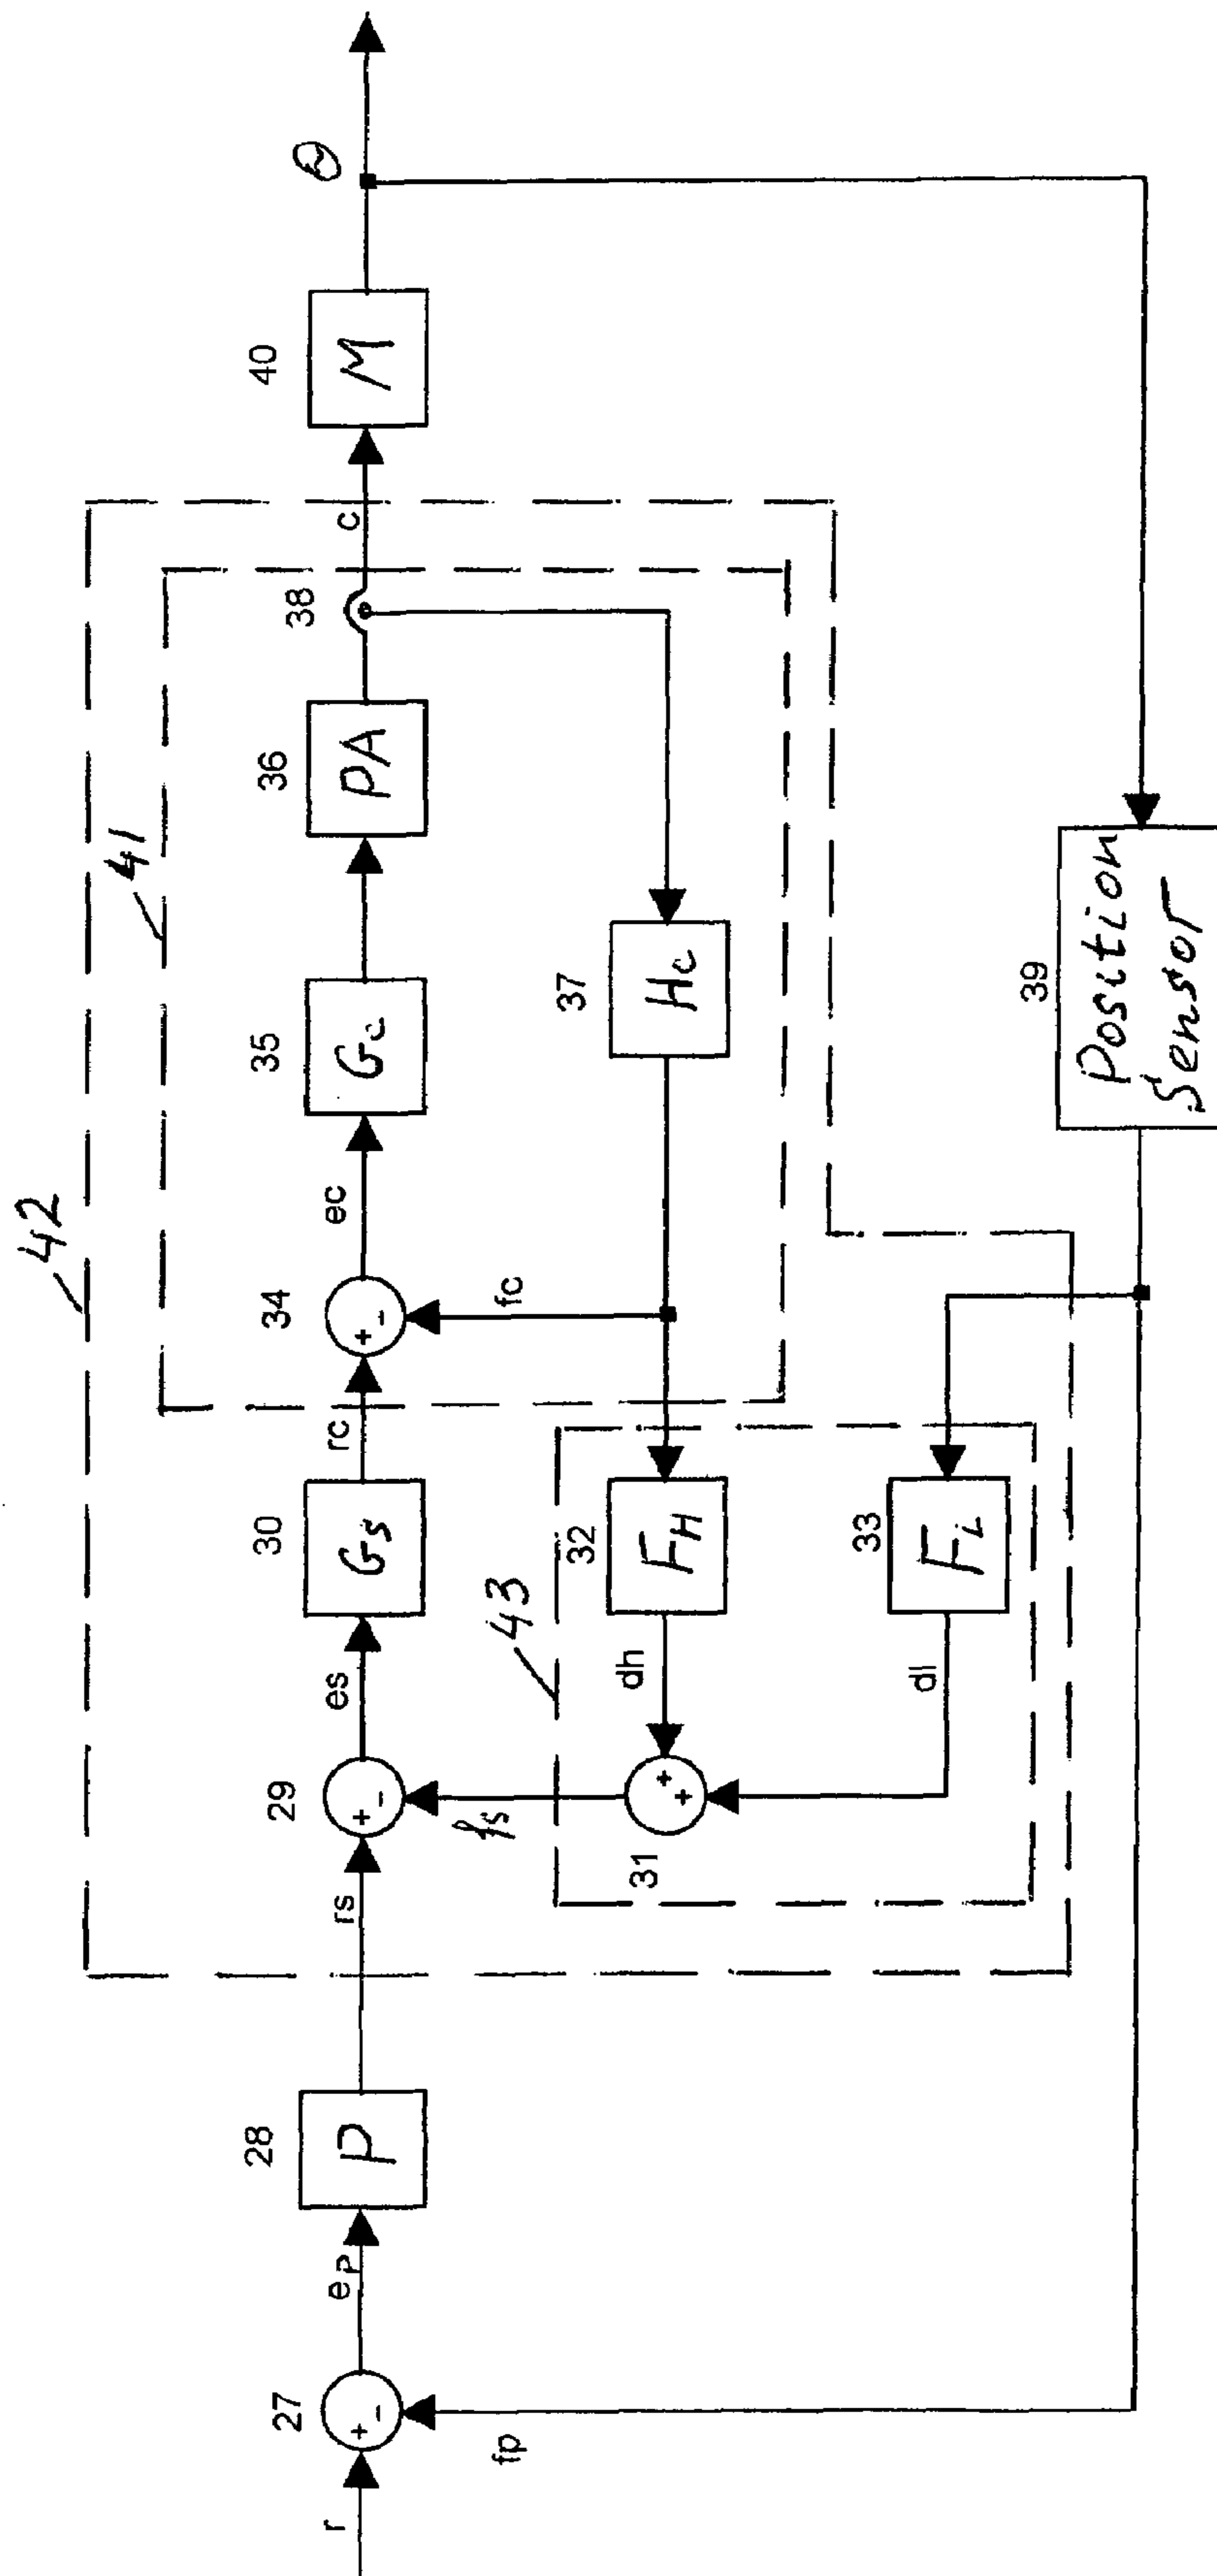 r
27
+
-
fp
eP
28
P
rs
29
+
-
es
fs
30
Gs
rc
34
+
-
ec
fc
35
Gc
36
PA
38
c
40
M
Θ
41
42
37
Hc
32
FH
dh
31
+
+
43
33
FL
dl
39
Position
Sensor